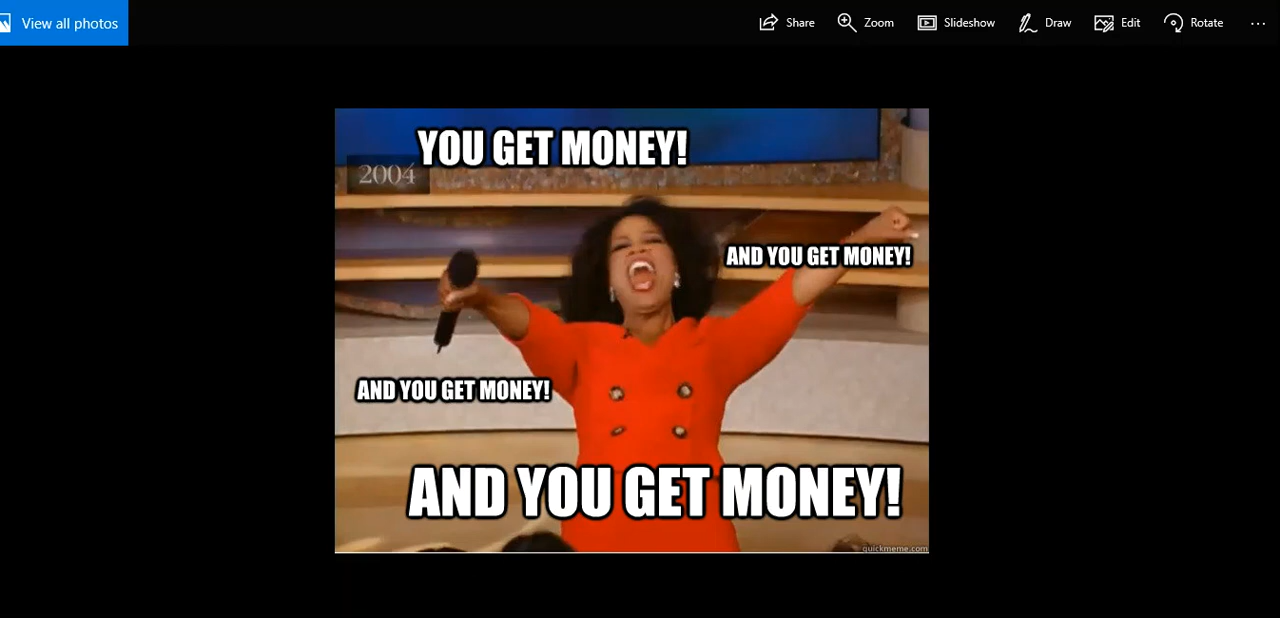 View all photos
Share
Zoom
Slideshow
Draw
Edit
Rotate
YOU GET MONEY!
2004
AND YOU GET MONEY!
AND YOU GET MONEY!
AND YOU GET MONEY!
quickmeme.com